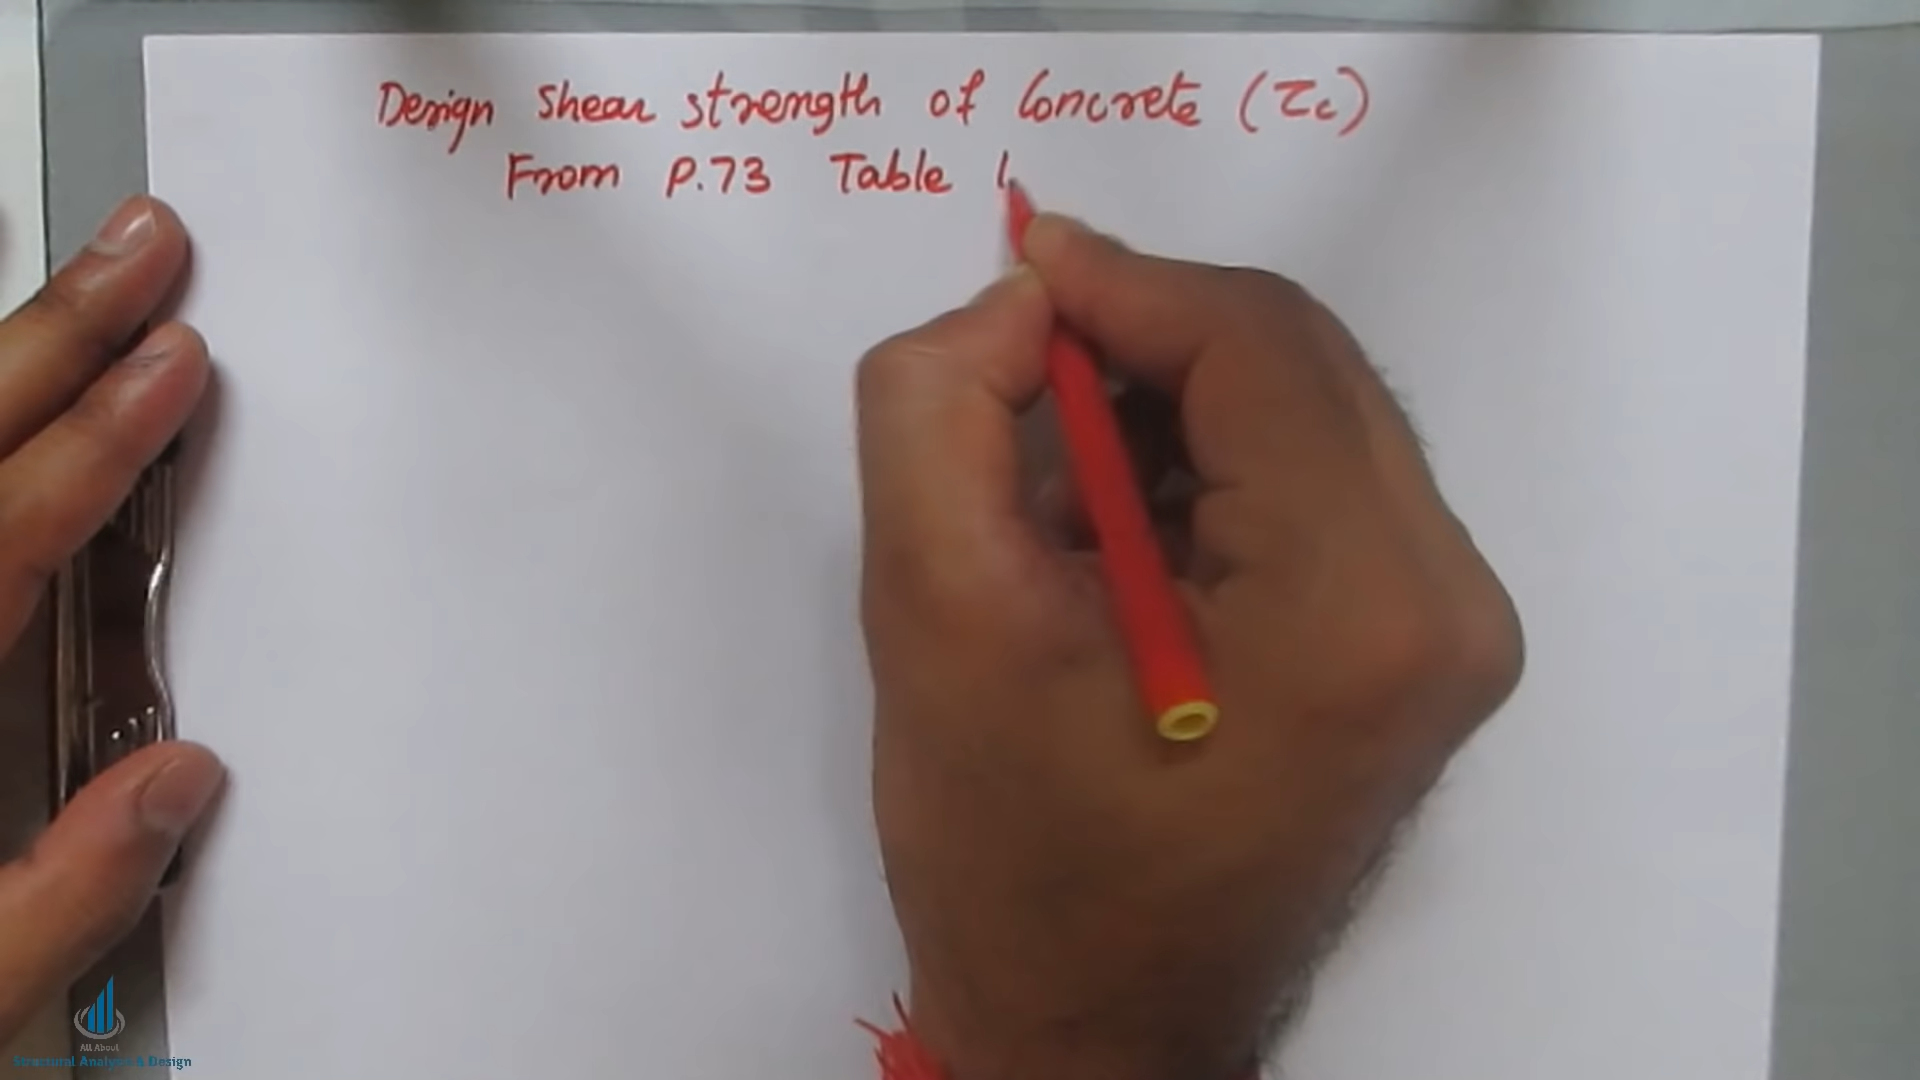 Design Shear strength of Concrete (τc)
From P.73 Table 1
All About
Structural Analysis & Design